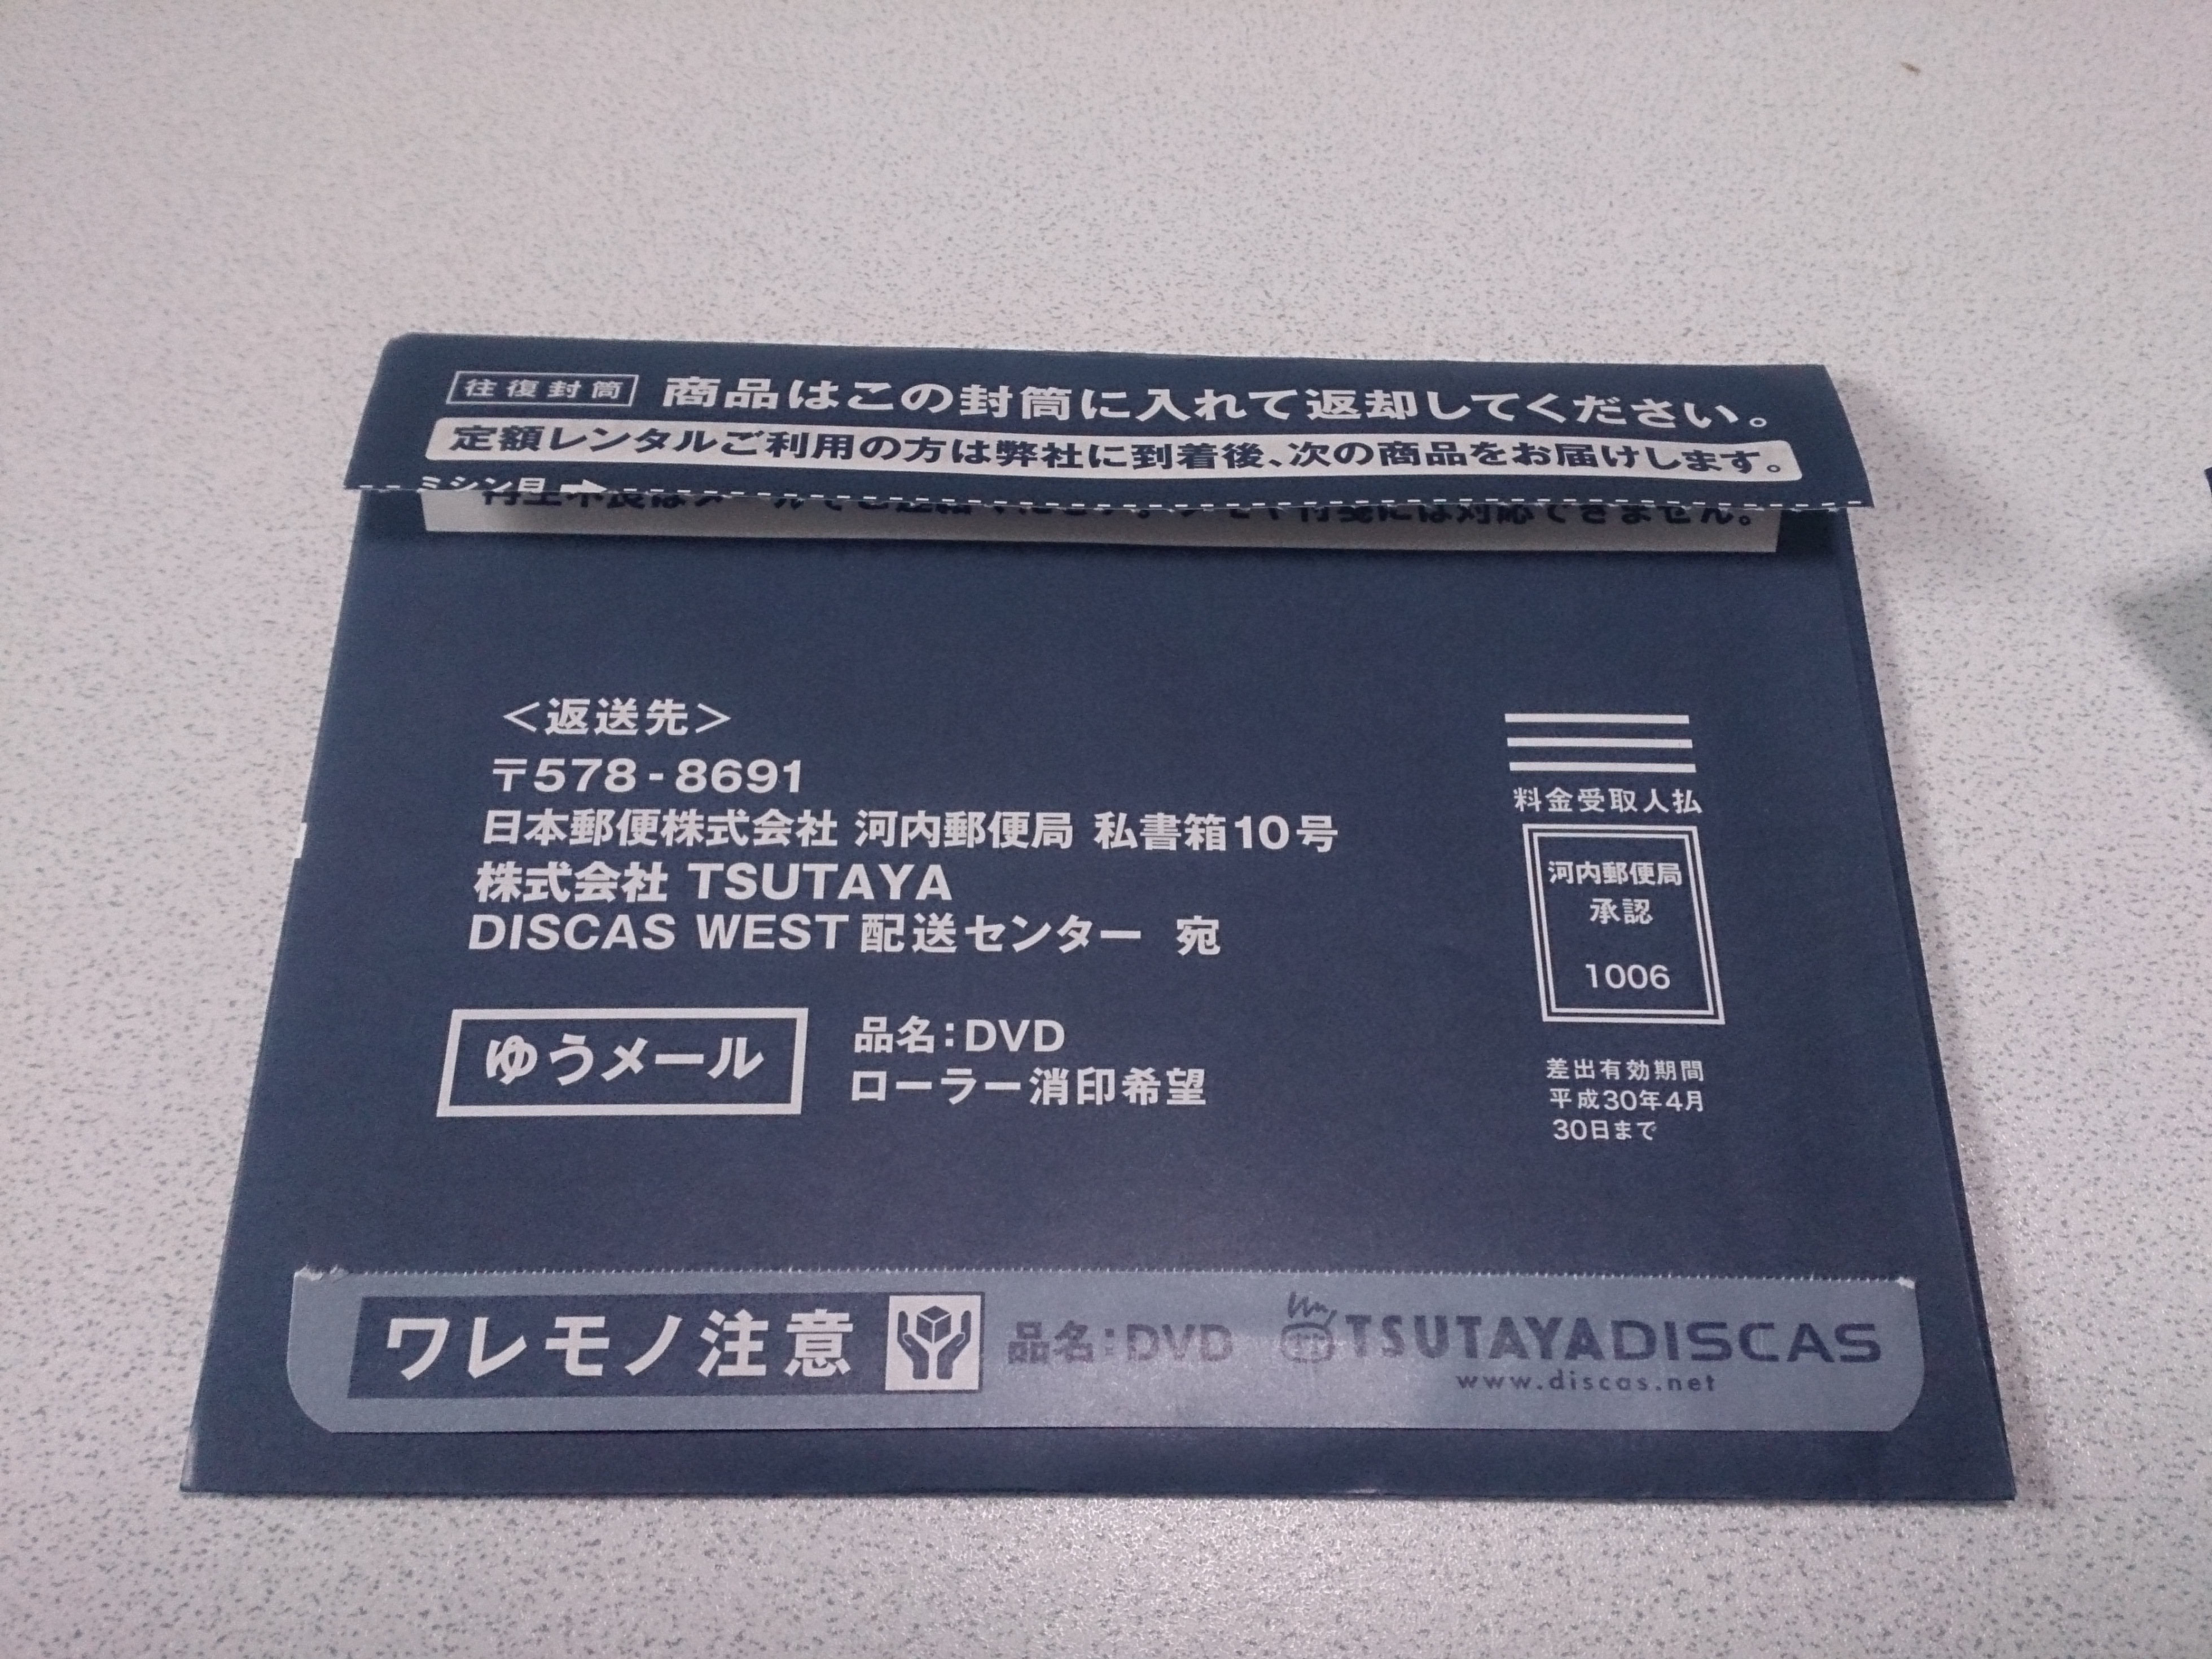 往復封筒 商品はこの封筒に入れて返却してください。
定額レンタルご利用の方は弊社に到着後、次の商品をお届けします。
ミシン目
＜返送先＞
〒578-8691
日本郵便株式会社 河内郵便局 私書箱10号
株式会社 TSUTAYA
DISCAS WEST 配送センター 宛
ゆうメール
品名：DVD
ローラー消印希望
料金受取人払
河内郵便局
承認
1006
差出有効期間
平成30年4月
30日まで
ワレモノ注意 品名：DVD TSUTAYA DISCAS
www.discas.net